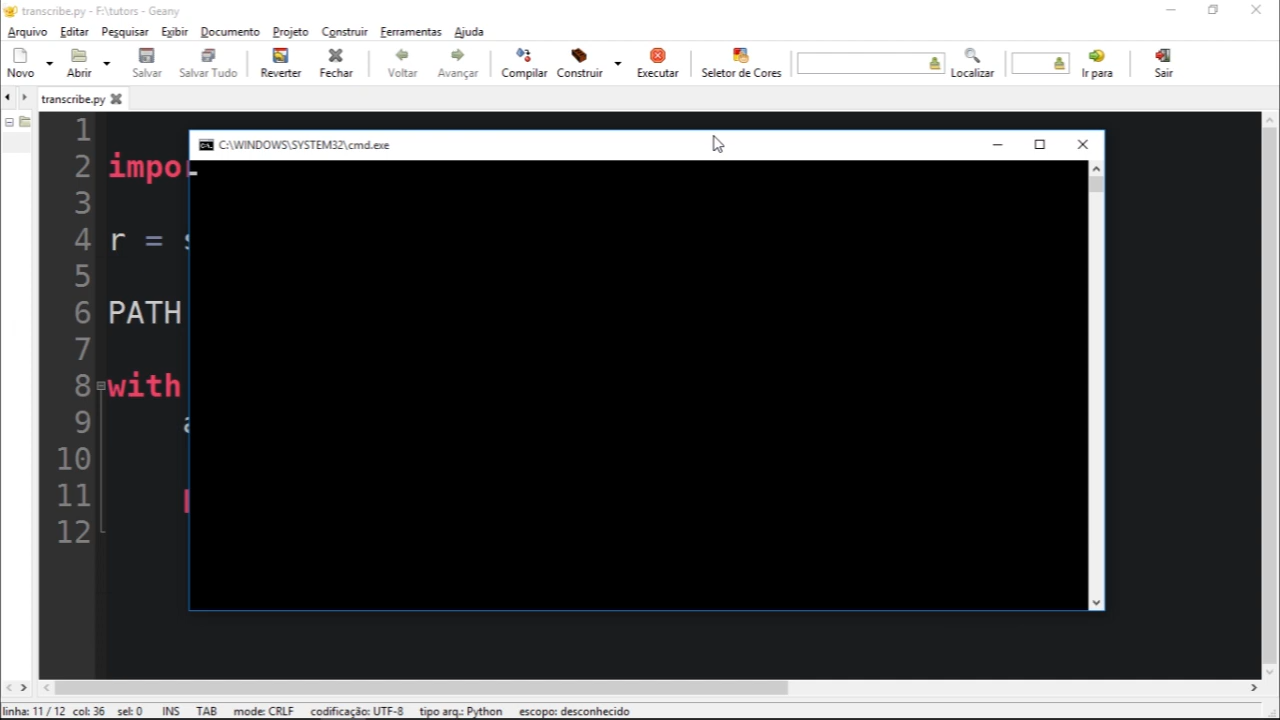 transcribe.py - F:\tutors - Geany
Arquivo Editar Pesquisar Exibir Documento Projeto Construir Ferramentas Ajuda
Novo Abrir Salvar Salvar Tudo Reverter Fechar Voltar Avançar Compilar Construir Executar Seletor de Cores Localizar Ir para Sair
transcribe.py
C:\WINDOWS\SYSTEM32\cmd.exe
1
2 impor
3
4 r = s
5
6 PATH
7
8 with
9 a
10
11
12
linha: 11 / 12 col: 36 sel: 0 INS TAB mode: CRLF codificação: UTF-8 tipo arq.: Python escopo: desconhecido